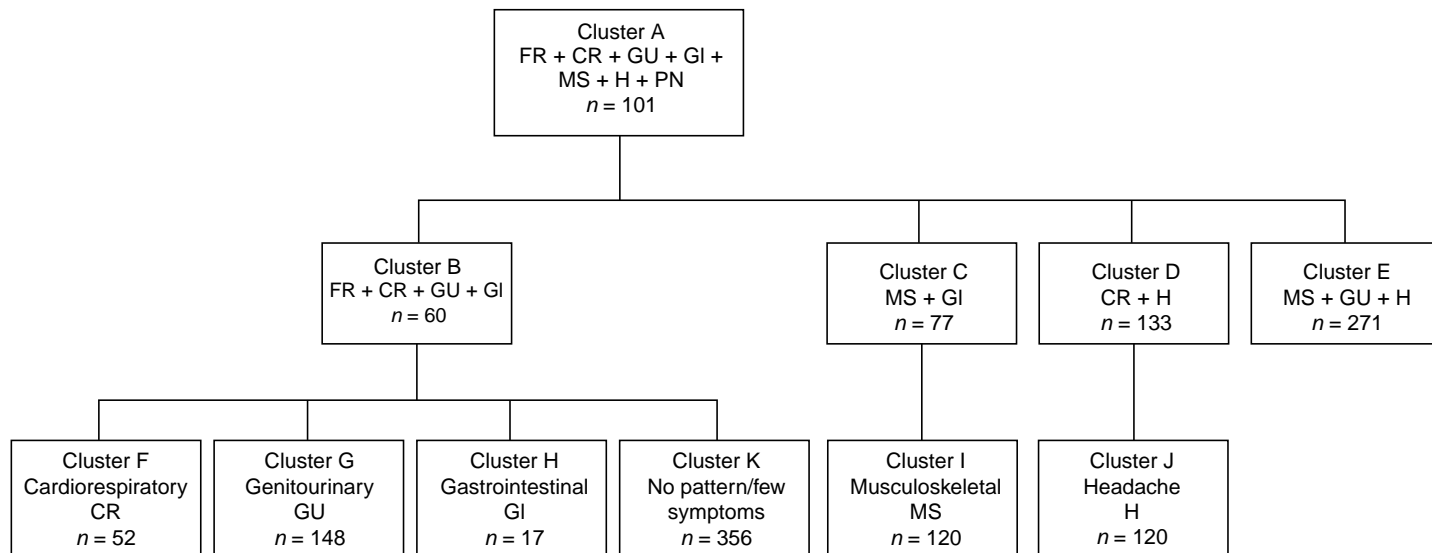 Cluster A
FR + CR + GU + GI +
MS + H + PN
n = 101
Cluster B
FR + CR + GU + GI
n = 60
Cluster C
MS + GI
n = 77
Cluster D
CR + H
n = 133
Cluster E
MS + GU + H
n = 271
Cluster F
Cardiorespiratory
CR
n = 52
Cluster G
Genitourinary
GU
n = 148
Cluster H
Gastrointestinal
GI
n = 17
Cluster K
No pattern/few
symptoms
n = 356
Cluster I
Musculoskeletal
MS
n = 120
Cluster J
Headache
H
n = 120